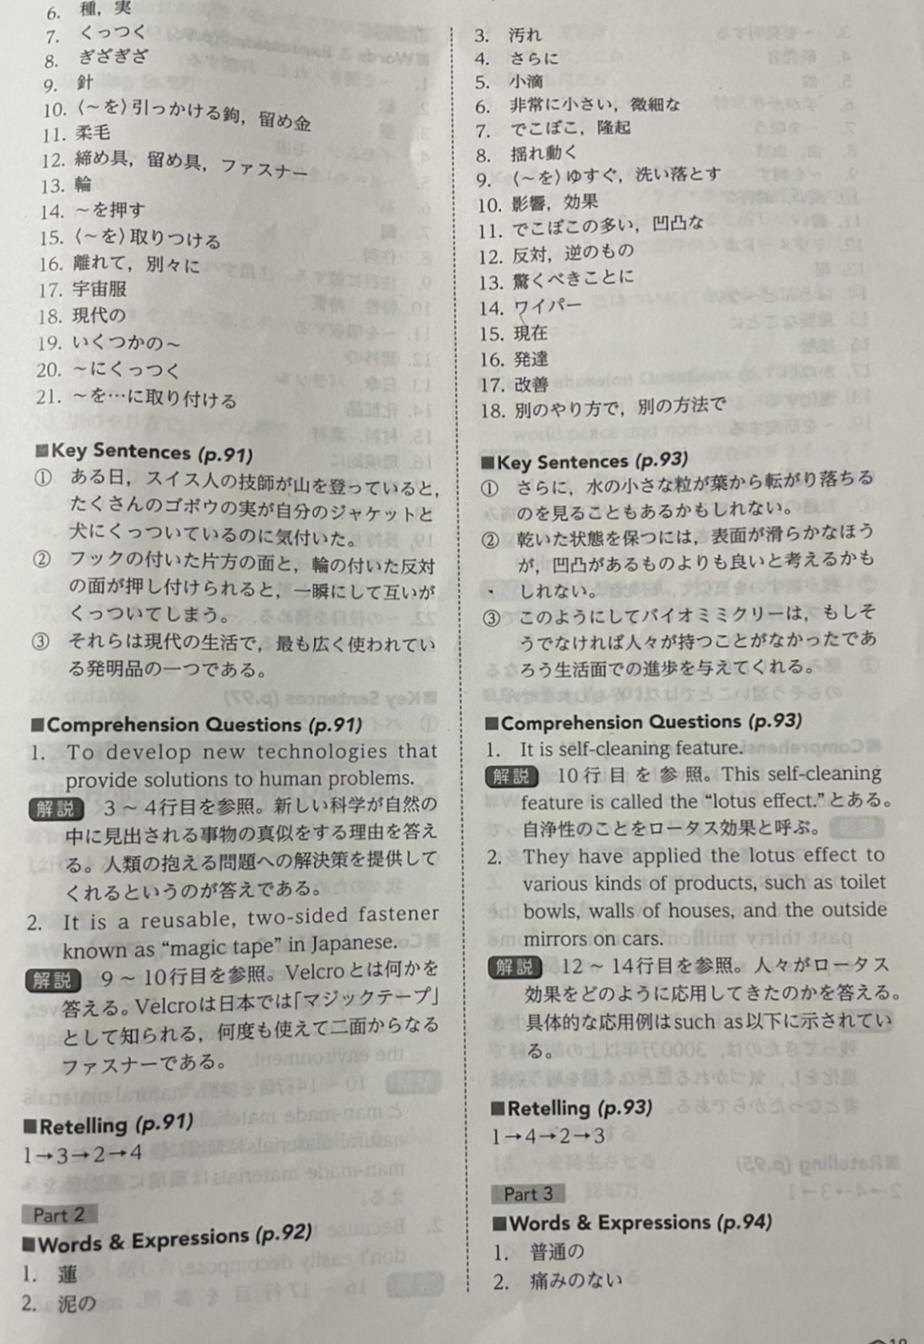 6. 種，実
7. くっつく
8. ぎざぎざ
9. 針
10. 〈～を〉引っかける鉤，留め金
11. 柔毛
12. 締め具，留め具，ファスナー
13. 輪
14. ～を押す
15. 〈～を〉取りつける
16. 離れて，別々に
17. 宇宙服
18. 現代の
19. いくつかの～
20. ～にくっつく
21. ～を…に取り付ける
■Key Sentences (p.91)
① ある日，スイス人の技師が山を登っていると，
たくさんのゴボウの実が自分のジャケットと
犬にくっついているのに気付いた。
② フックの付いた片方の面と，輪の付いた反対
の面が押し付けられると，一瞬にして互いが
くっついてしまう。
③ それらは現代の生活で，最も広く使われてい
る発明品の一つである。
■Comprehension Questions (p.91)
1. To develop new technologies that
provide solutions to human problems.
解説 3～4行目を参照。新しい科学が自然の
中に見出される事物の真似をする理由を答え
る。人類の抱える問題への解決策を提供して
くれるというのが答えである。
2. It is a reusable, two-sided fastener
known as “magic tape” in Japanese.
解説 9～10行目を参照。Velcroとは何かを
答える。Velcroは日本では「マジックテープ」
として知られる，何度も使えて二面からなる
ファスナーである。
■Retelling (p.91)
1→3→2→4
Part 2
■Words & Expressions (p.92)
1. 蓮
2. 泥の
3. 汚れ
4. さらに
5. 小滴
6. 非常に小さい，微細な
7. でこぼこ，隆起
8. 揺れ動く
9. 〈～を〉ゆすぐ，洗い落とす
10. 影響，効果
11. でこぼこの多い，凹凸な
12. 反対，逆のもの
13. 驚くべきことに
14. ワイパー
15. 現在
16. 発達
17. 改善
18. 別のやり方で，別の方法で
■Key Sentences (p.93)
① さらに，水の小さな粒が葉から転がり落ちる
のを見ることもあるかもしれない。
② 乾いた状態を保つには，表面が滑らかなほう
が，凹凸があるものよりも良いと考えるかも
しれない。
③ このようにしてバイオミミクリーは，もしそ
うでなければ人々が持つことがなかったであ
ろう生活面での進歩を与えてくれる。
■Comprehension Questions (p.93)
1. It is self-cleaning feature.
解説 10行目を参照。This self-cleaning
feature is called the “lotus effect.”とある。
自浄性のことをロータス効果と呼ぶ。
2. They have applied the lotus effect to
various kinds of products, such as toilet
bowls, walls of houses, and the outside
mirrors on cars.
解説 12～14行目を参照。人々がロータス
効果をどのように応用してきたのかを答える。
具体的な応用例はsuch as以下に示されてい
る。
■Retelling (p.93)
1→4→2→3
Part 3
■Words & Expressions (p.94)
1. 普通の
2. 痛みのない